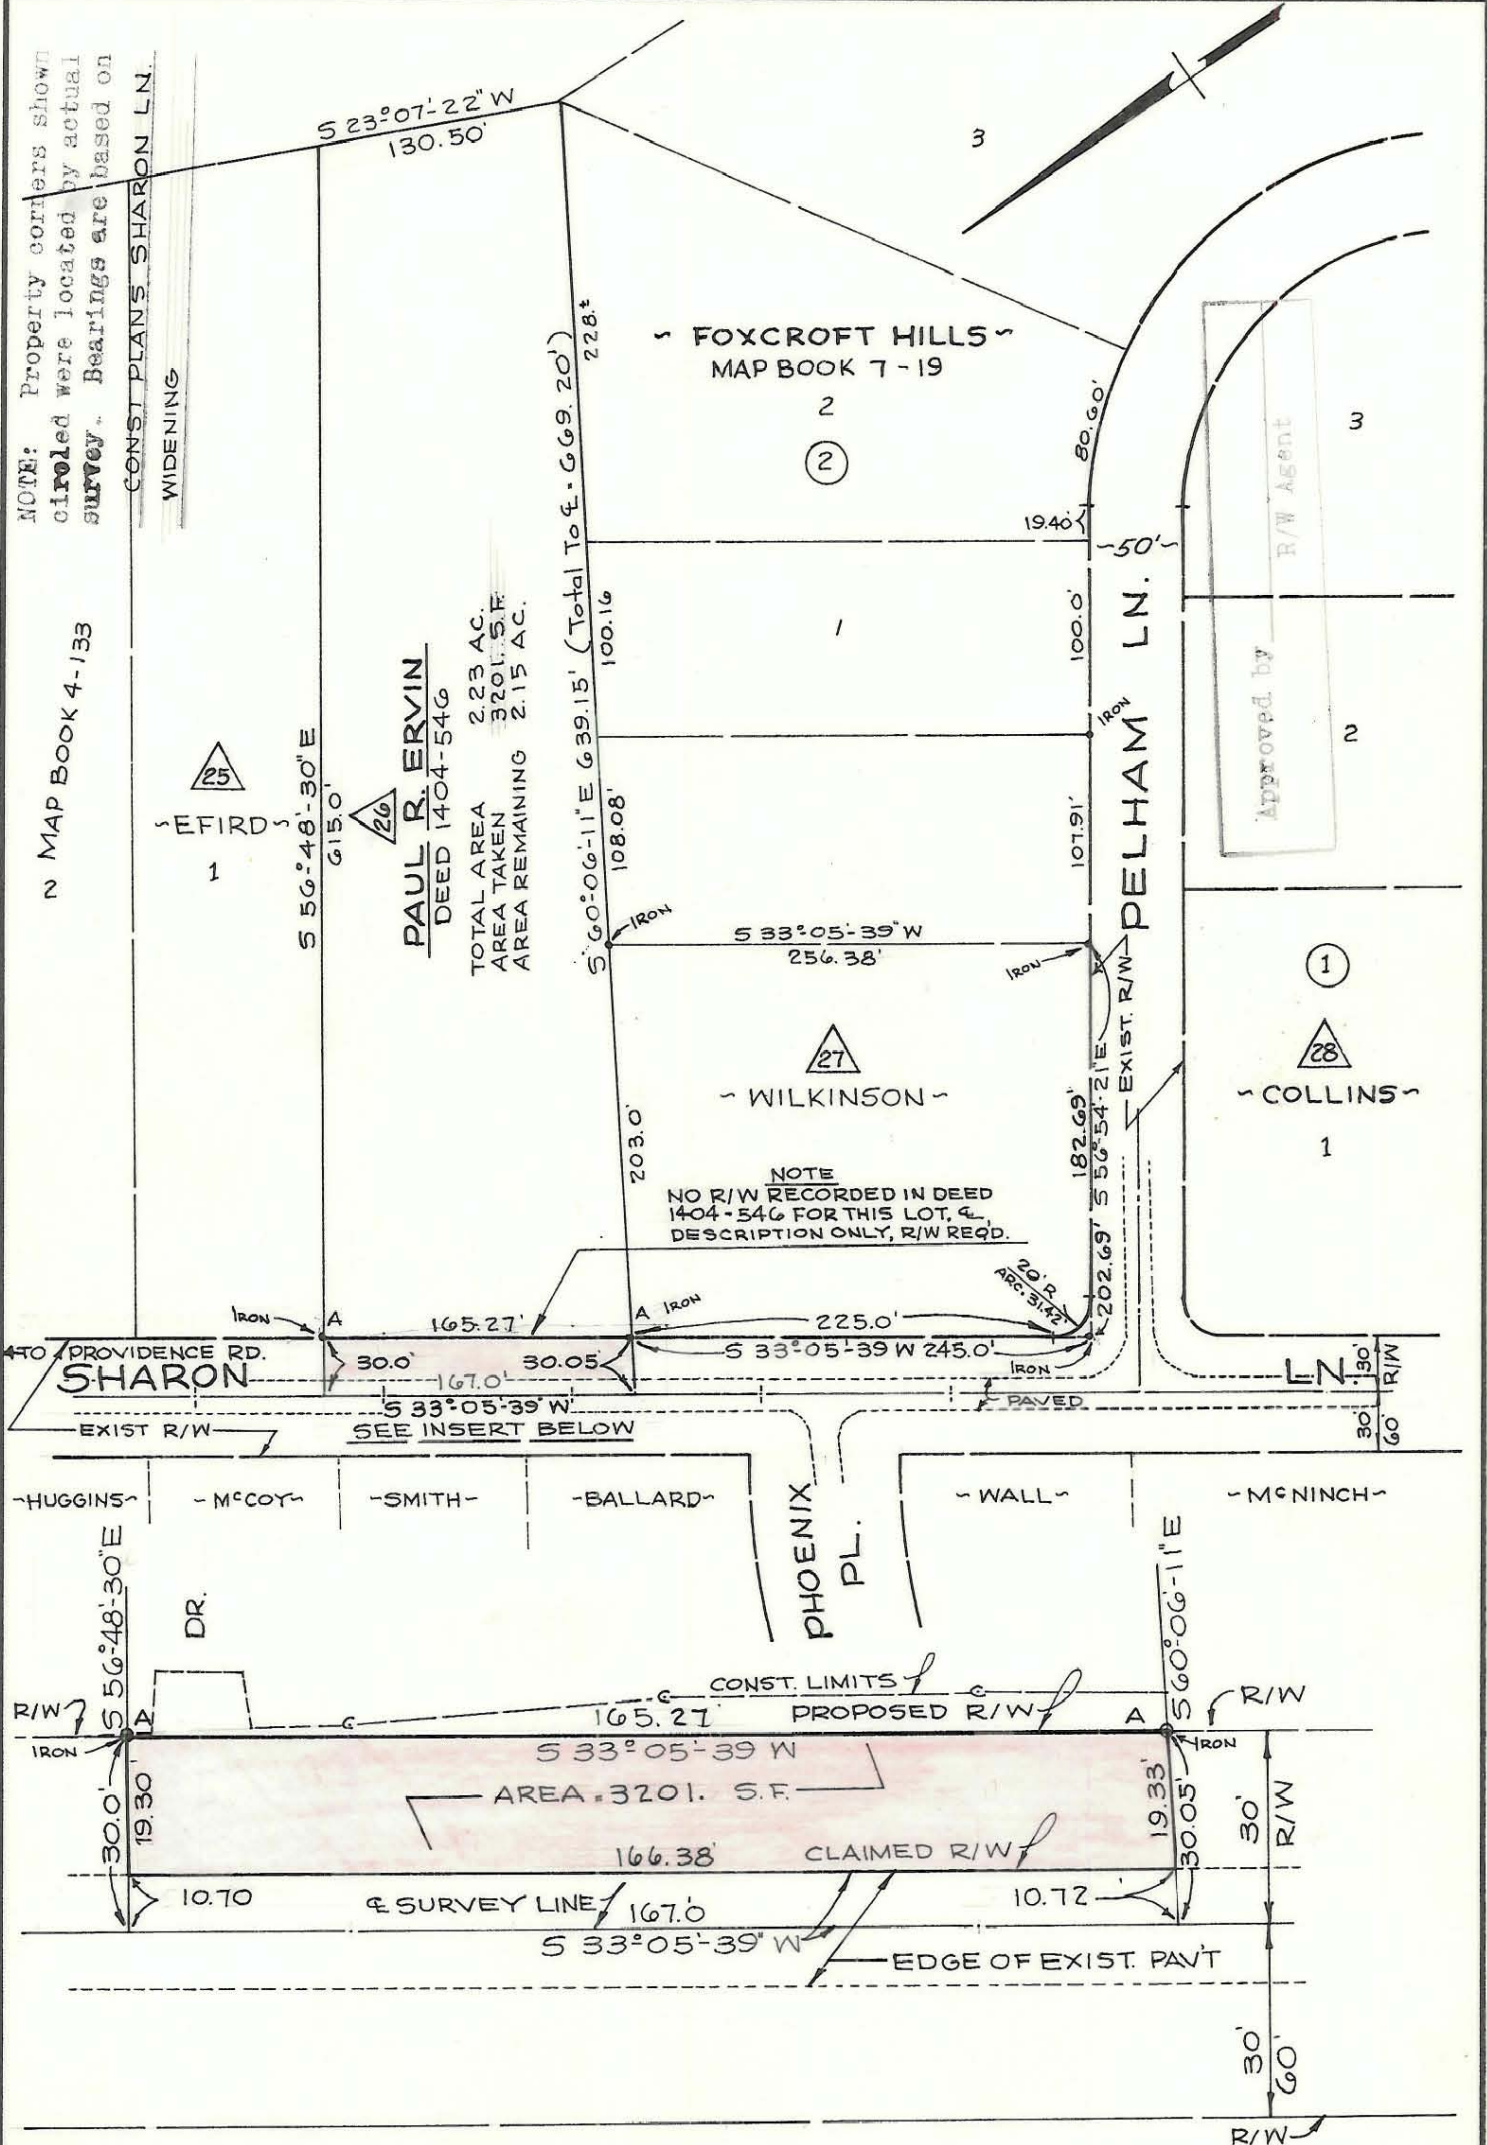 NOTE: Property corners shown
circled were located by actual
survey. Bearings are based on
CONST PLANS SHARON LN.
WIDENING
S 23°-07'-22" W
130.50'
3
~ FOXCROFT HILLS ~
MAP BOOK 7-19
2
2
228.±
80.60'
19.40'
~50'~
3
Approved by
R/W Agent
2 MAP BOOK 4-133
25
~EFIRD~
1
S 56°-48'-30" E
615.0'
26
PAUL R. ERVIN
DEED 1404-546
TOTAL AREA 2.23 AC.
AREA TAKEN 3201. S.F.
AREA REMAINING 2.15 AC.
S 60°-06'-11" E 639.15' (Total To ℄ - 669.20')
100.16
1
100.0'
IRON
2
108.08'
107.91'
PELHAM LN.
IRON
S 33°-05'-39" W
256.38'
IRON
EXIST. R/W
1
27
~ WILKINSON ~
28
~ COLLINS ~
1
203.0'
182.69'
202.69' S 56°-54'-21" E
NOTE
NO R/W RECORDED IN DEED
1404-546 FOR THIS LOT, ℄
DESCRIPTION ONLY, R/W REQ'D.
20' R
ARC. 31.42'
IRON
A
165.27'
A IRON
225.0'
S 33°-05'-39 W 245.0'
IRON
TO PROVIDENCE RD.
30.0'
30.05'
SHARON
LN.
167.0'
S 33°-05'-39" W
PAVED
30'
R/W
30'
60'
EXIST R/W
SEE INSERT BELOW
~HUGGINS~
~McCOY~
~SMITH~
~BALLARD~
PHOENIX
PL.
~WALL~
~McNINCH~
S 56°-48'-30" E
DR.
S 60°-06'-11" E
CONST. LIMITS
C
C
C
R/W
A
165.27'
PROPOSED R/W
A
R/W
IRON
S 33°-05'-39 W
IRON
AREA = 3201. S.F.
30.0'
19.30
19.33'
30.05'
30'
R/W
166.38'
CLAIMED R/W
10.70
℄ SURVEY LINE
167.0
10.72
S 33°-05'-39" W
EDGE OF EXIST. PAV'T
30'
60'
R/W